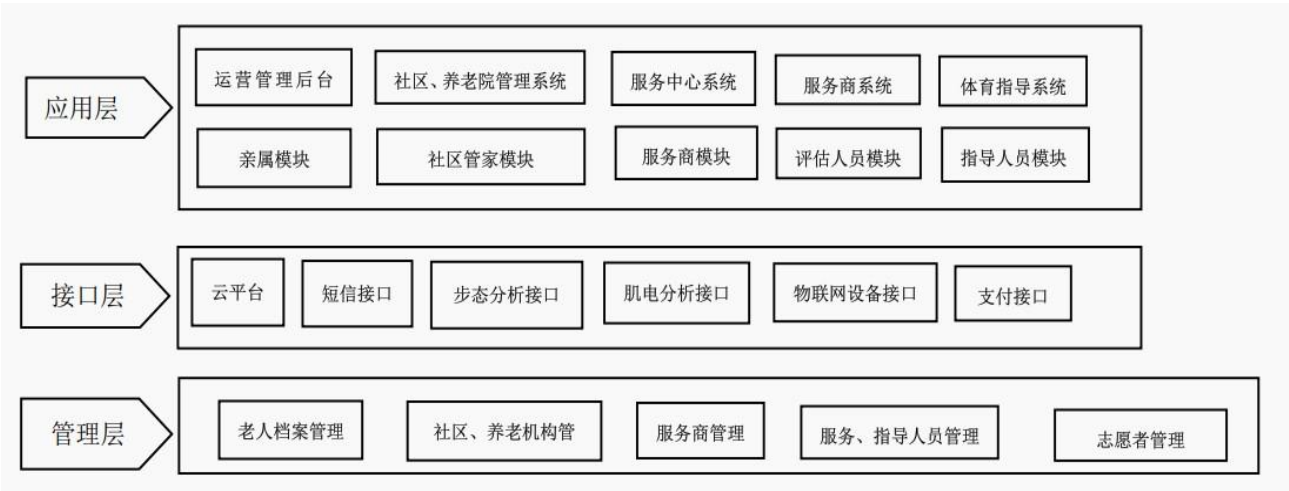 应用层
运营管理后台
社区、养老院管理系统
服务中心系统
服务商系统
体育指导系统
亲属模块
社区管家模块
服务商模块
评估人员模块
指导人员模块
接口层
云平台
短信接口
步态分析接口
肌电分析接口
物联网设备接口
支付接口
管理层
老人档案管理
社区、养老机构管
服务商管理
服务、指导人员管理
志愿者管理